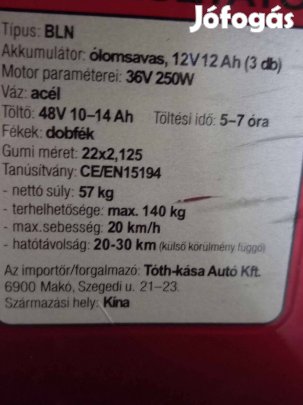 Jófogás
Típus: BLN
Akkumulátor: ólomsavas, 12V12 Ah (3 db)
Motor paraméterei: 36V 250W
Váz: acél
Töltő: 48V 10–14 Ah Töltési idő: 5–7 óra
Fékek: dobfék
Gumi méret: 22x2,125
Tanúsítvány: CE/EN15194
- nettó súly: 57 kg
- terhelhetősége: max. 140 kg
- max.sebesség: 20 km/h
- hatótávolság: 20-30 km (külső körülmény függő)
Az importőr/forgalmazó: Tóth-kása Autó Kft.
6900 Makó, Szegedi u. 21–23.
Származási hely: Kína